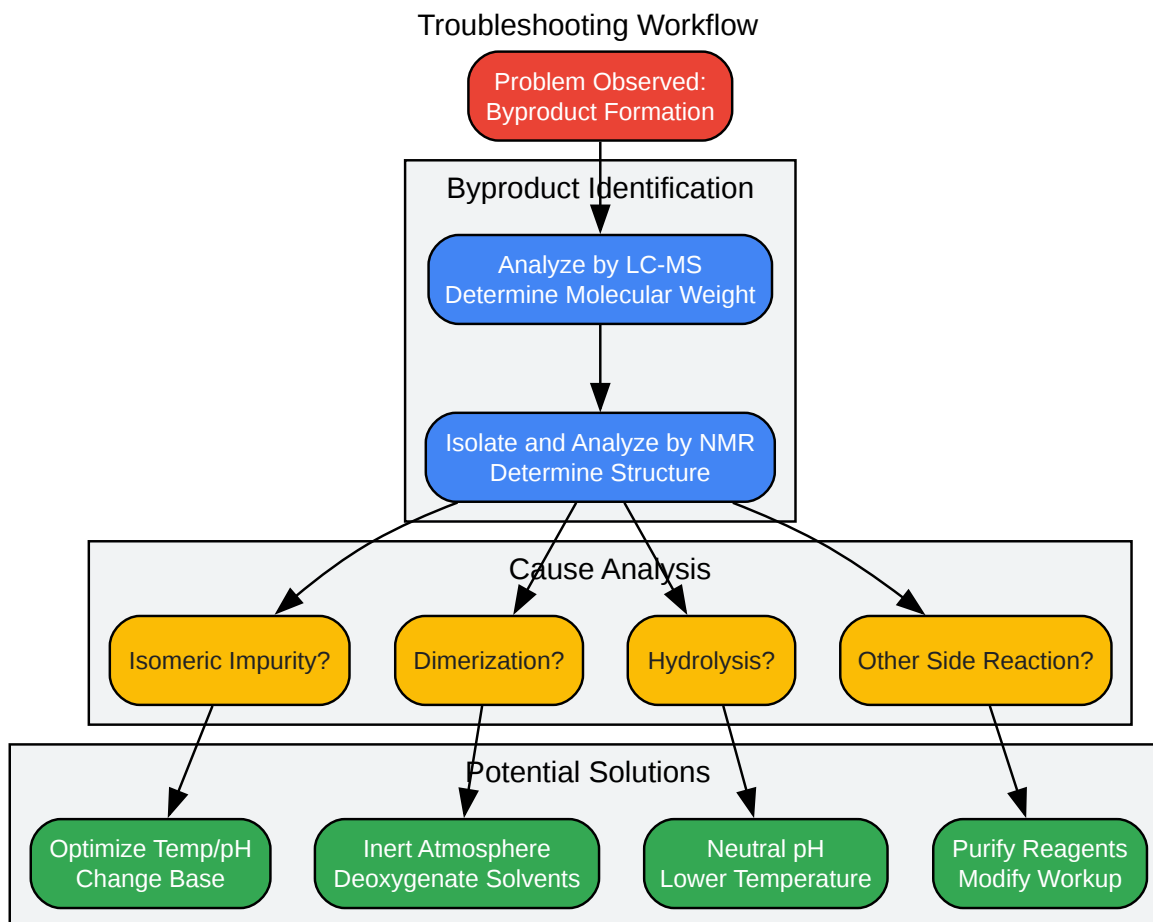 Troubleshooting Workflow
Problem Observed:
Byproduct Formation
Byproduct Identification
Analyze by LC-MS
Determine Molecular Weight
Isolate and Analyze by NMR
Determine Structure
Cause Analysis
Isomeric Impurity?
Dimerization?
Hydrolysis?
Other Side Reaction?
Potential Solutions
Optimize Temp/pH
Change Base
Inert Atmosphere
Deoxygenate Solvents
Neutral pH
Lower Temperature
Purify Reagents
Modify Workup